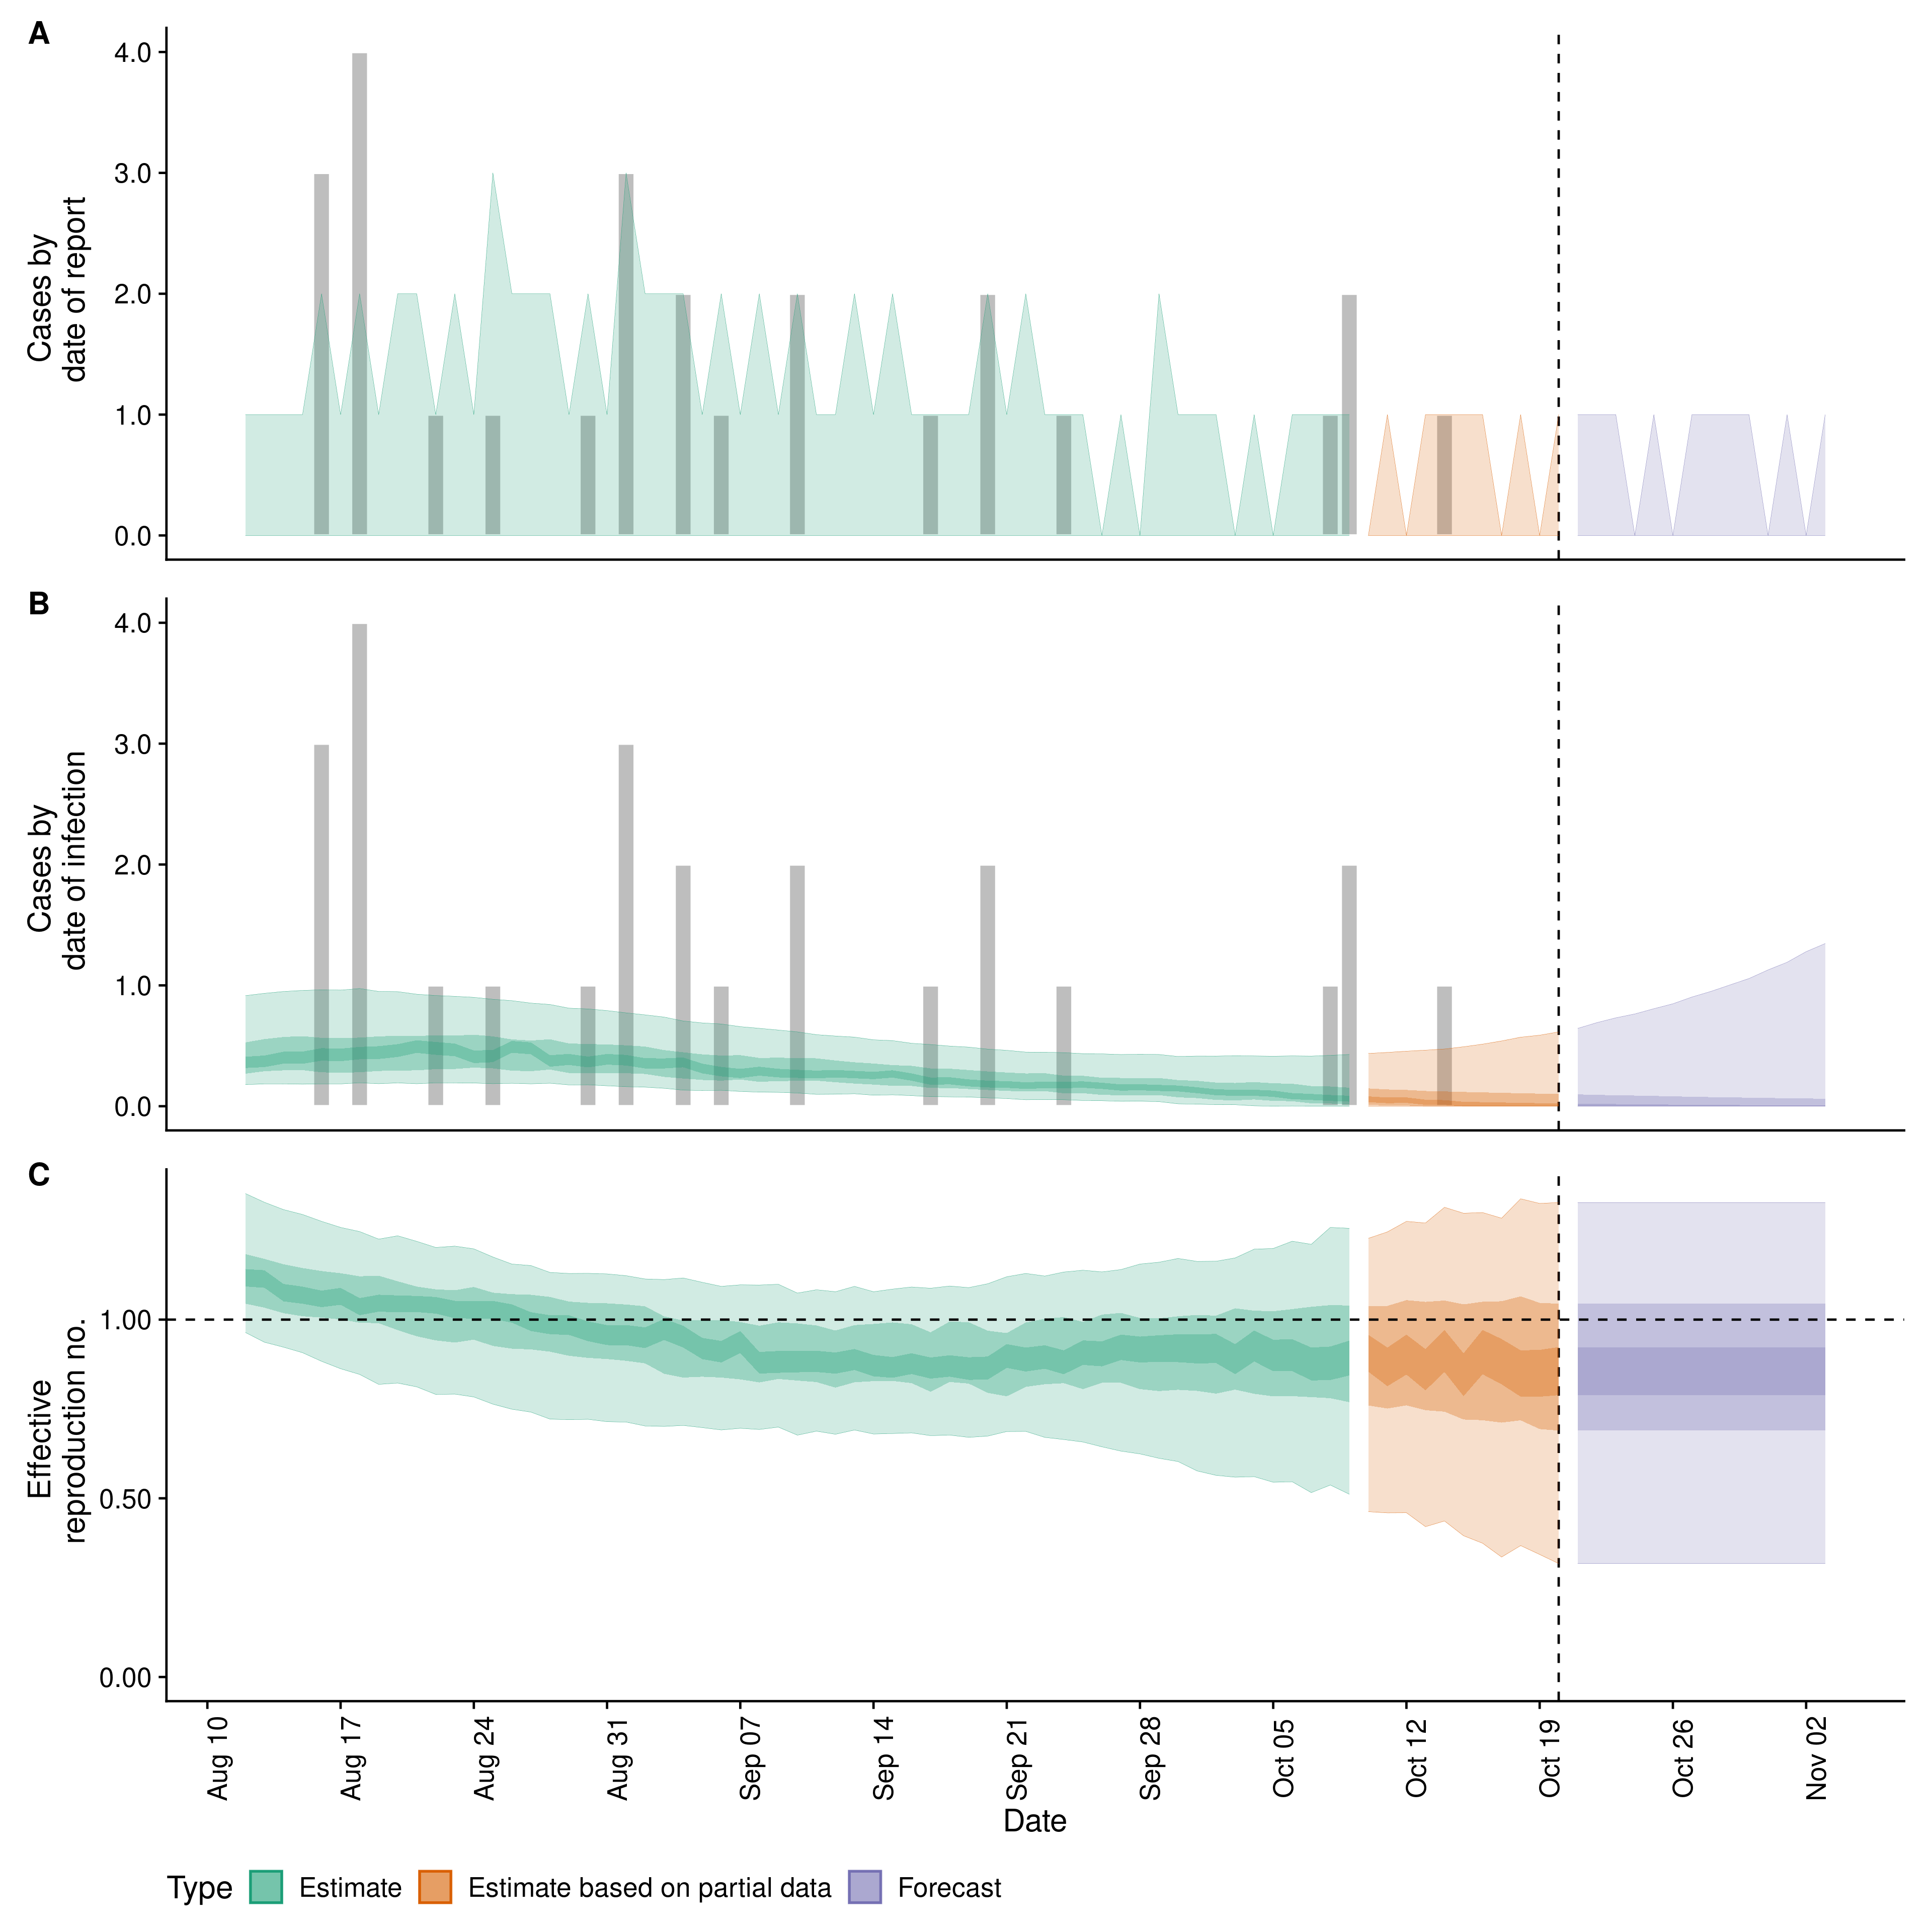 A
4.0
3.0
2.0
1.0
0.0
Cases by
date of report
B
4.0
3.0
2.0
1.0
0.0
Cases by
date of infection
C
1.00
0.50
0.00
Effective
reproduction no.
Aug 10
Aug 17
Aug 24
Aug 31
Sep 07
Sep 14
Sep 21
Sep 28
Oct 05
Oct 12
Oct 19
Oct 26
Nov 02
Date
Type Estimate Estimate based on partial data Forecast